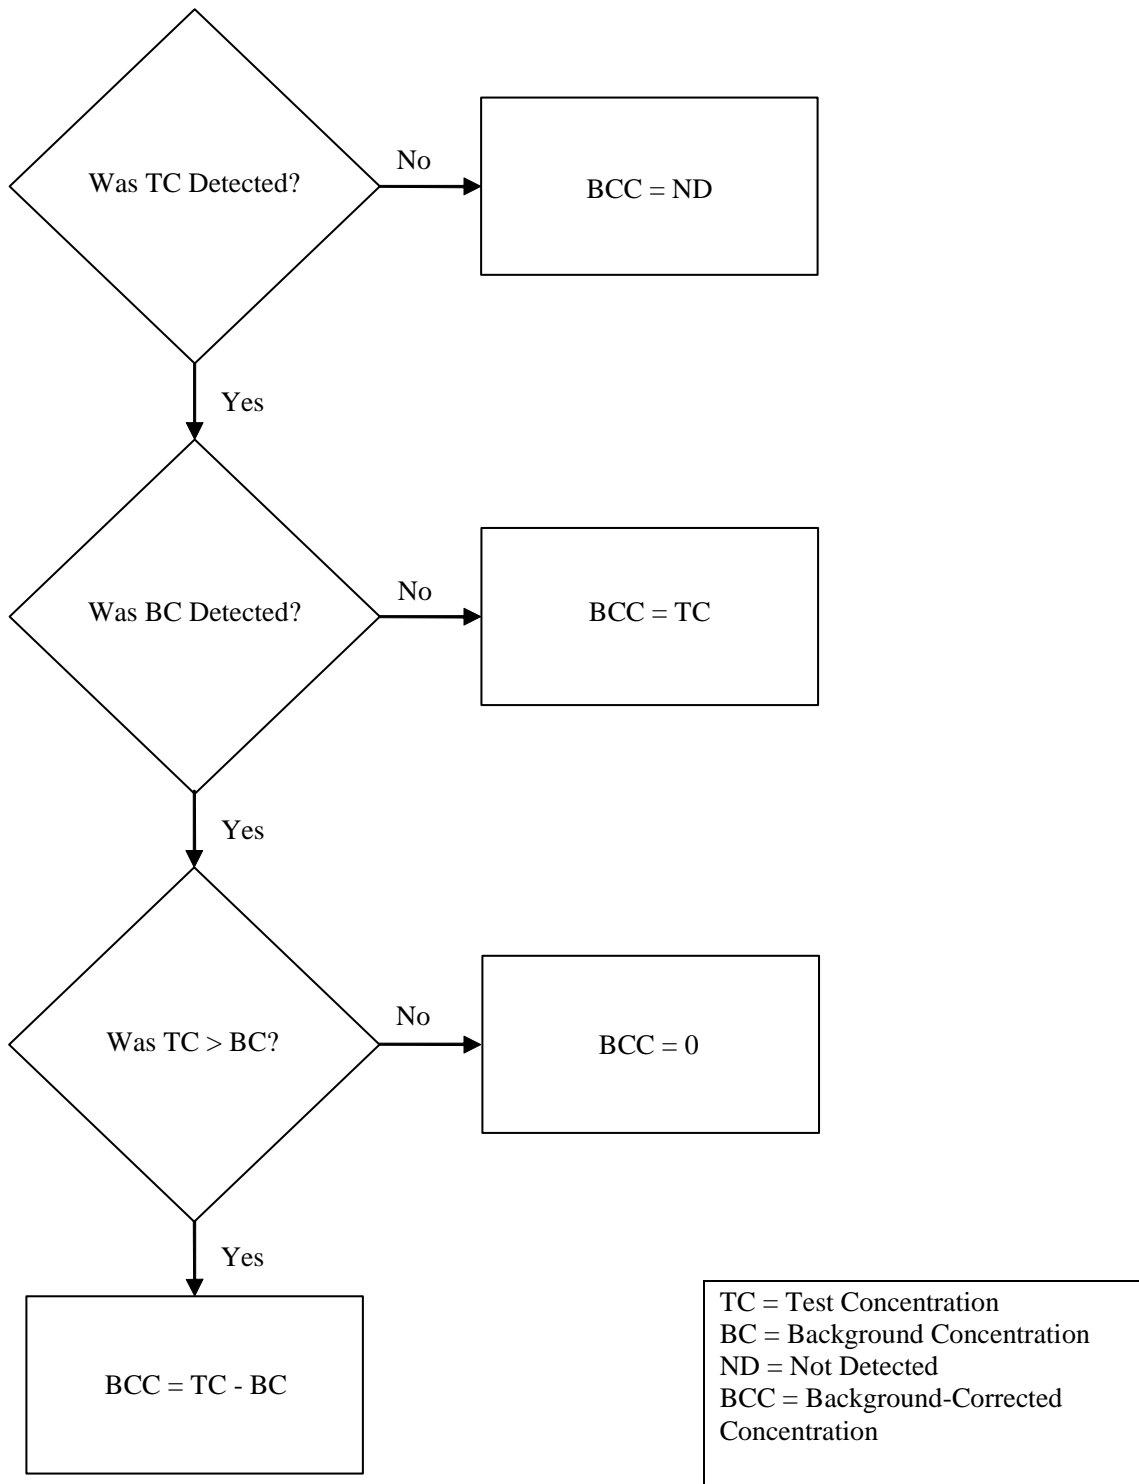 Was TC Detected?
No
BCC = ND
Yes
Was BC Detected?
No
BCC = TC
Yes
Was TC > BC?
No
BCC = 0
Yes
BCC = TC - BC
TC = Test Concentration
BC = Background Concentration
ND = Not Detected
BCC = Background-Corrected
Concentration